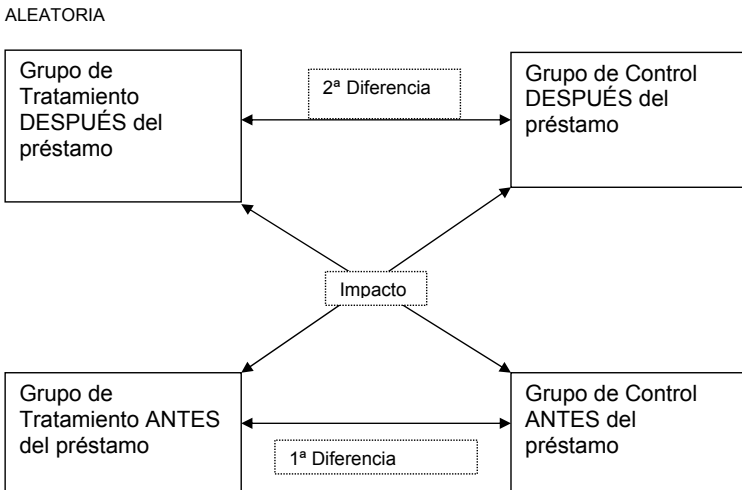 ALEATORIA
Grupo de
Tratamiento
DESPUÉS del
préstamo
2ª Diferencia
Grupo de Control
DESPUÉS del
préstamo
Impacto
Grupo de
Tratamiento ANTES
del préstamo
1ª Diferencia
Grupo de Control
ANTES del
préstamo